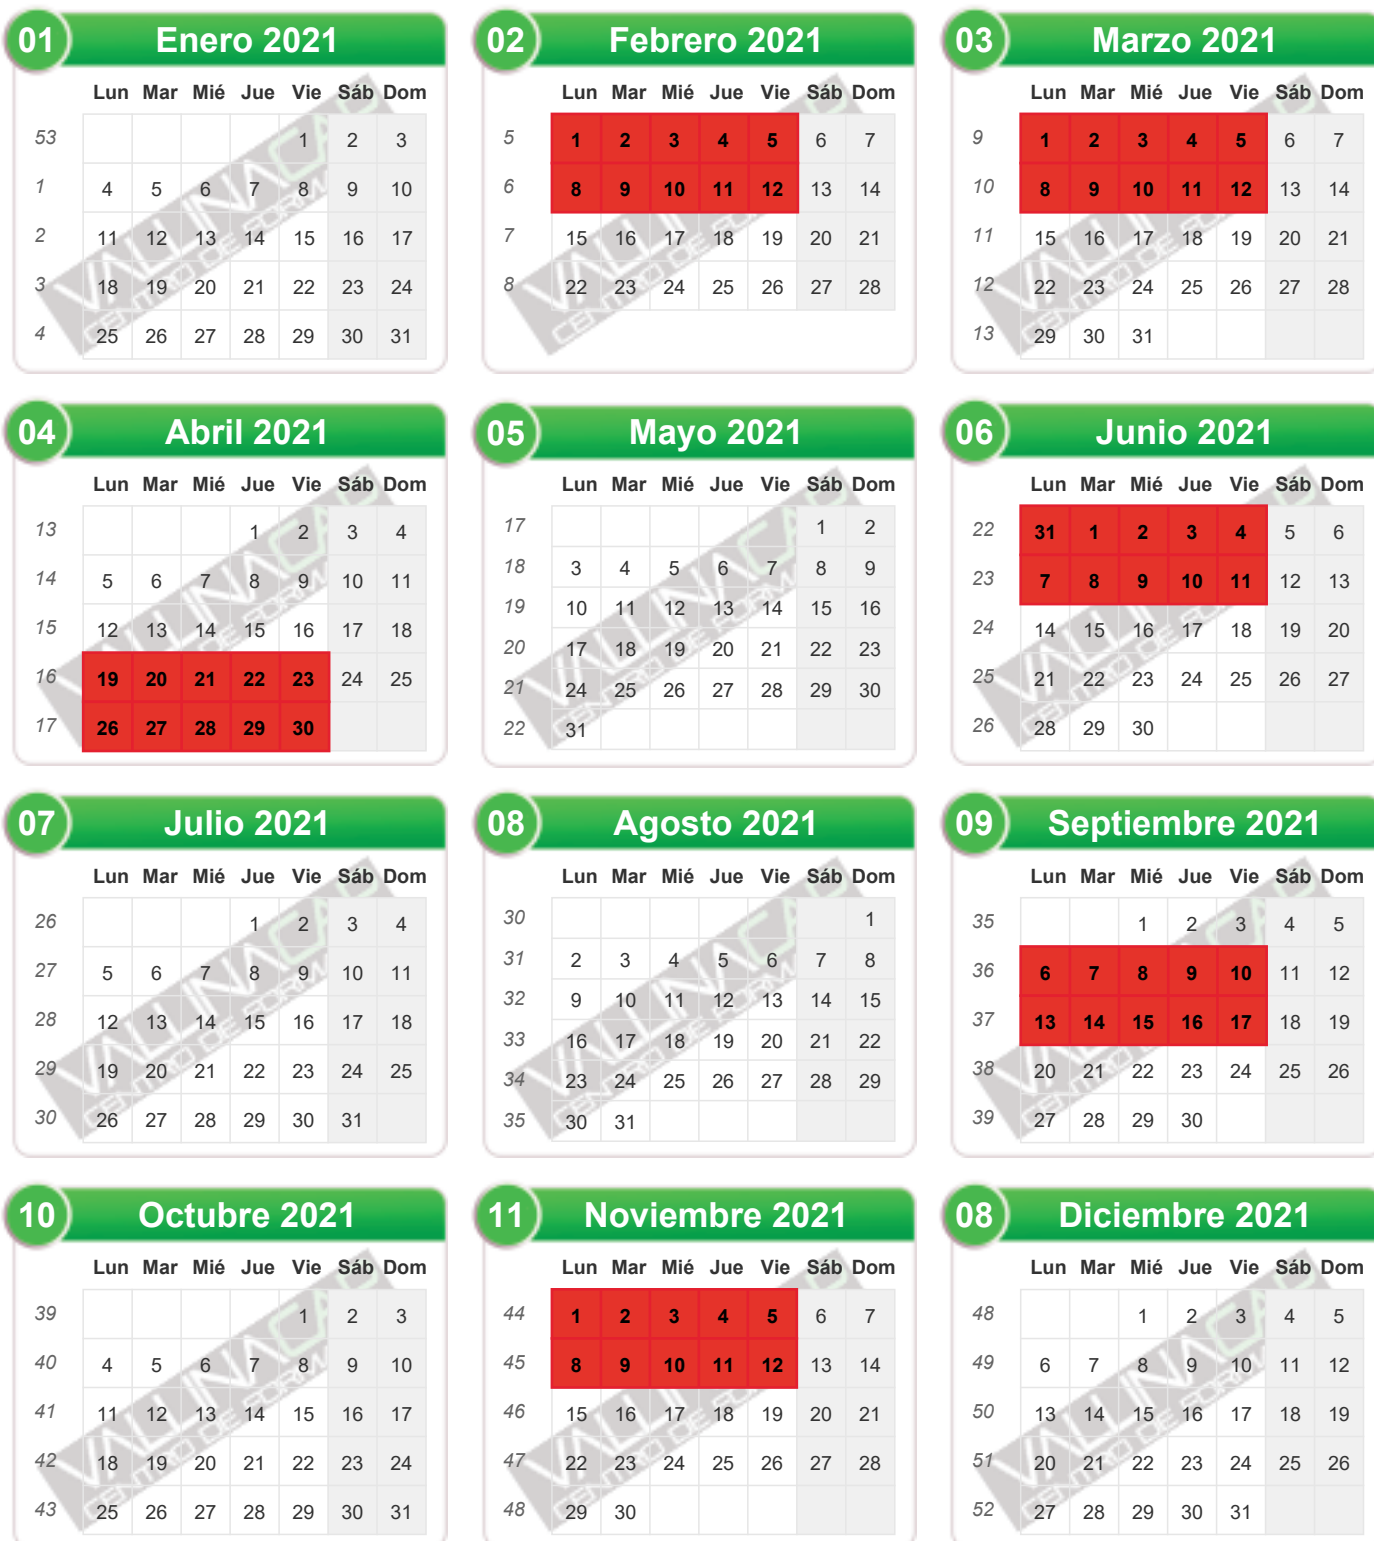 01 Enero 2021
Lun Mar Mié Jue Vie Sáb Dom
53 1 2 3
1 4 5 6 7 8 9 10
2 11 12 13 14 15 16 17
3 18 19 20 21 22 23 24
4 25 26 27 28 29 30 31
02 Febrero 2021
Lun Mar Mié Jue Vie Sáb Dom
5 1 2 3 4 5 6 7
6 8 9 10 11 12 13 14
7 15 16 17 18 19 20 21
8 22 23 24 25 26 27 28
03 Marzo 2021
Lun Mar Mié Jue Vie Sáb Dom
9 1 2 3 4 5 6 7
10 8 9 10 11 12 13 14
11 15 16 17 18 19 20 21
12 22 23 24 25 26 27 28
13 29 30 31
04 Abril 2021
Lun Mar Mié Jue Vie Sáb Dom
13 1 2 3 4
14 5 6 7 8 9 10 11
15 12 13 14 15 16 17 18
16 19 20 21 22 23 24 25
17 26 27 28 29 30
05 Mayo 2021
Lun Mar Mié Jue Vie Sáb Dom
17 1 2
18 3 4 5 6 7 8 9
19 10 11 12 13 14 15 16
20 17 18 19 20 21 22 23
21 24 25 26 27 28 29 30
22 31
06 Junio 2021
Lun Mar Mié Jue Vie Sáb Dom
22 31 1 2 3 4 5 6
23 7 8 9 10 11 12 13
24 14 15 16 17 18 19 20
25 21 22 23 24 25 26 27
26 28 29 30
07 Julio 2021
Lun Mar Mié Jue Vie Sáb Dom
26 1 2 3 4
27 5 6 7 8 9 10 11
28 12 13 14 15 16 17 18
29 19 20 21 22 23 24 25
30 26 27 28 29 30 31
08 Agosto 2021
Lun Mar Mié Jue Vie Sáb Dom
30 1
31 2 3 4 5 6 7 8
32 9 10 11 12 13 14 15
33 16 17 18 19 20 21 22
34 23 24 25 26 27 28 29
35 30 31
09 Septiembre 2021
Lun Mar Mié Jue Vie Sáb Dom
35 1 2 3 4 5
36 6 7 8 9 10 11 12
37 13 14 15 16 17 18 19
38 20 21 22 23 24 25 26
39 27 28 29 30
10 Octubre 2021
Lun Mar Mié Jue Vie Sáb Dom
39 1 2 3
40 4 5 6 7 8 9 10
41 11 12 13 14 15 16 17
42 18 19 20 21 22 23 24
43 25 26 27 28 29 30 31
11 Noviembre 2021
Lun Mar Mié Jue Vie Sáb Dom
44 1 2 3 4 5 6 7
45 8 9 10 11 12 13 14
46 15 16 17 18 19 20 21
47 22 23 24 25 26 27 28
48 29 30
08 Diciembre 2021
Lun Mar Mié Jue Vie Sáb Dom
48 1 2 3 4 5
49 6 7 8 9 10 11 12
50 13 14 15 16 17 18 19
51 20 21 22 23 24 25 26
52 27 28 29 30 31